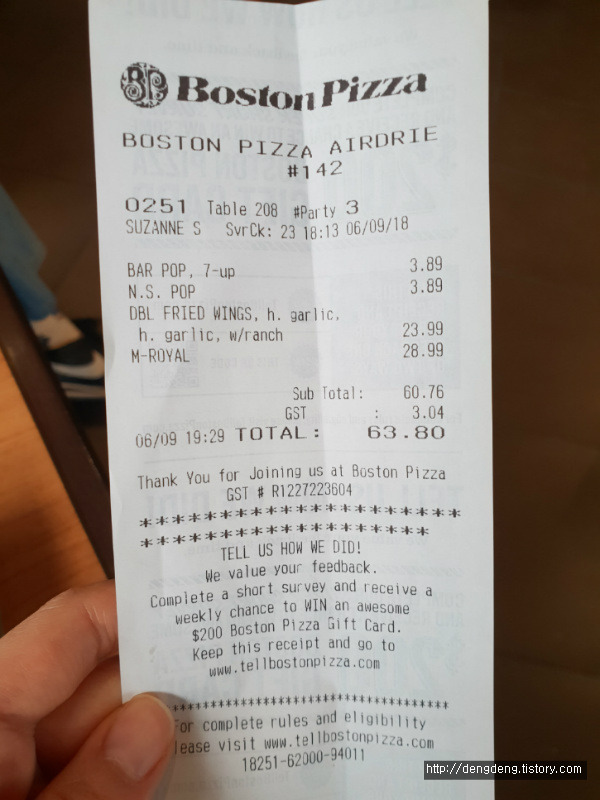 BP Boston Pizza
BOSTON PIZZA AIRDRIE
#142
0251 Table 208 #Party 3
SUZANNE S SvrCk: 23 18:13 06/09/18
BAR POP, 7-up 3.89
N.S. POP 3.89
DBL FRIED WINGS, h. garlic,
h. garlic, w/ranch 23.99
M-ROYAL 28.99
Sub Total: 60.76
GST : 3.04
06/09 19:29 TOTAL: 63.80
Thank You for Joining us at Boston Pizza
GST # R1227223604
********************
******************
TELL US HOW WE DID!
We value your feedback.
Complete a short survey and receive a
weekly chance to WIN an awesome
$200 Boston Pizza Gift Card.
Keep this receipt and go to
www.tellbostonpizza.com
************************************
For complete rules and eligibility
lease visit www.tellbostonpizza.com
18251-62000-94011
http://dengdeng.tistory.com